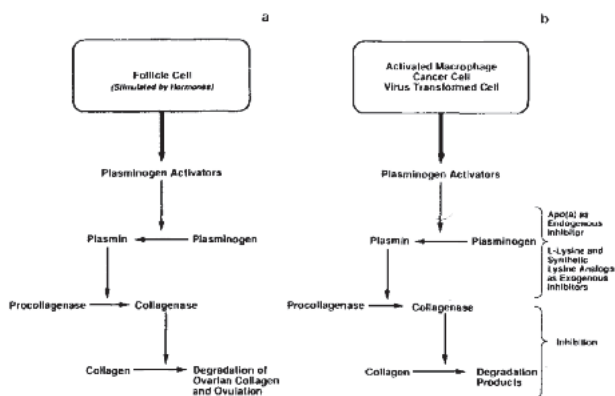 a
Follicle Cell
(Stimulated by Hormones)
Plasminogen Activators
Plasmin
Plasminogen
Procollagenase
Collagenase
Collagen
Degradation of
Ovarian Collagen
and Ovulation
b
Activated Macrophage
Cancer Cell
Virus Transformed Cell
Plasminogen Activators
Plasmin
Plasminogen
Procollagenase
Collagenase
Collagen
Degradation
Products
Apo(a) as
Endogenous
Inhibitor
L-Lysine and
Synthetic
Lysine Analogs
as Exogenous
Inhibitors
Inhibition